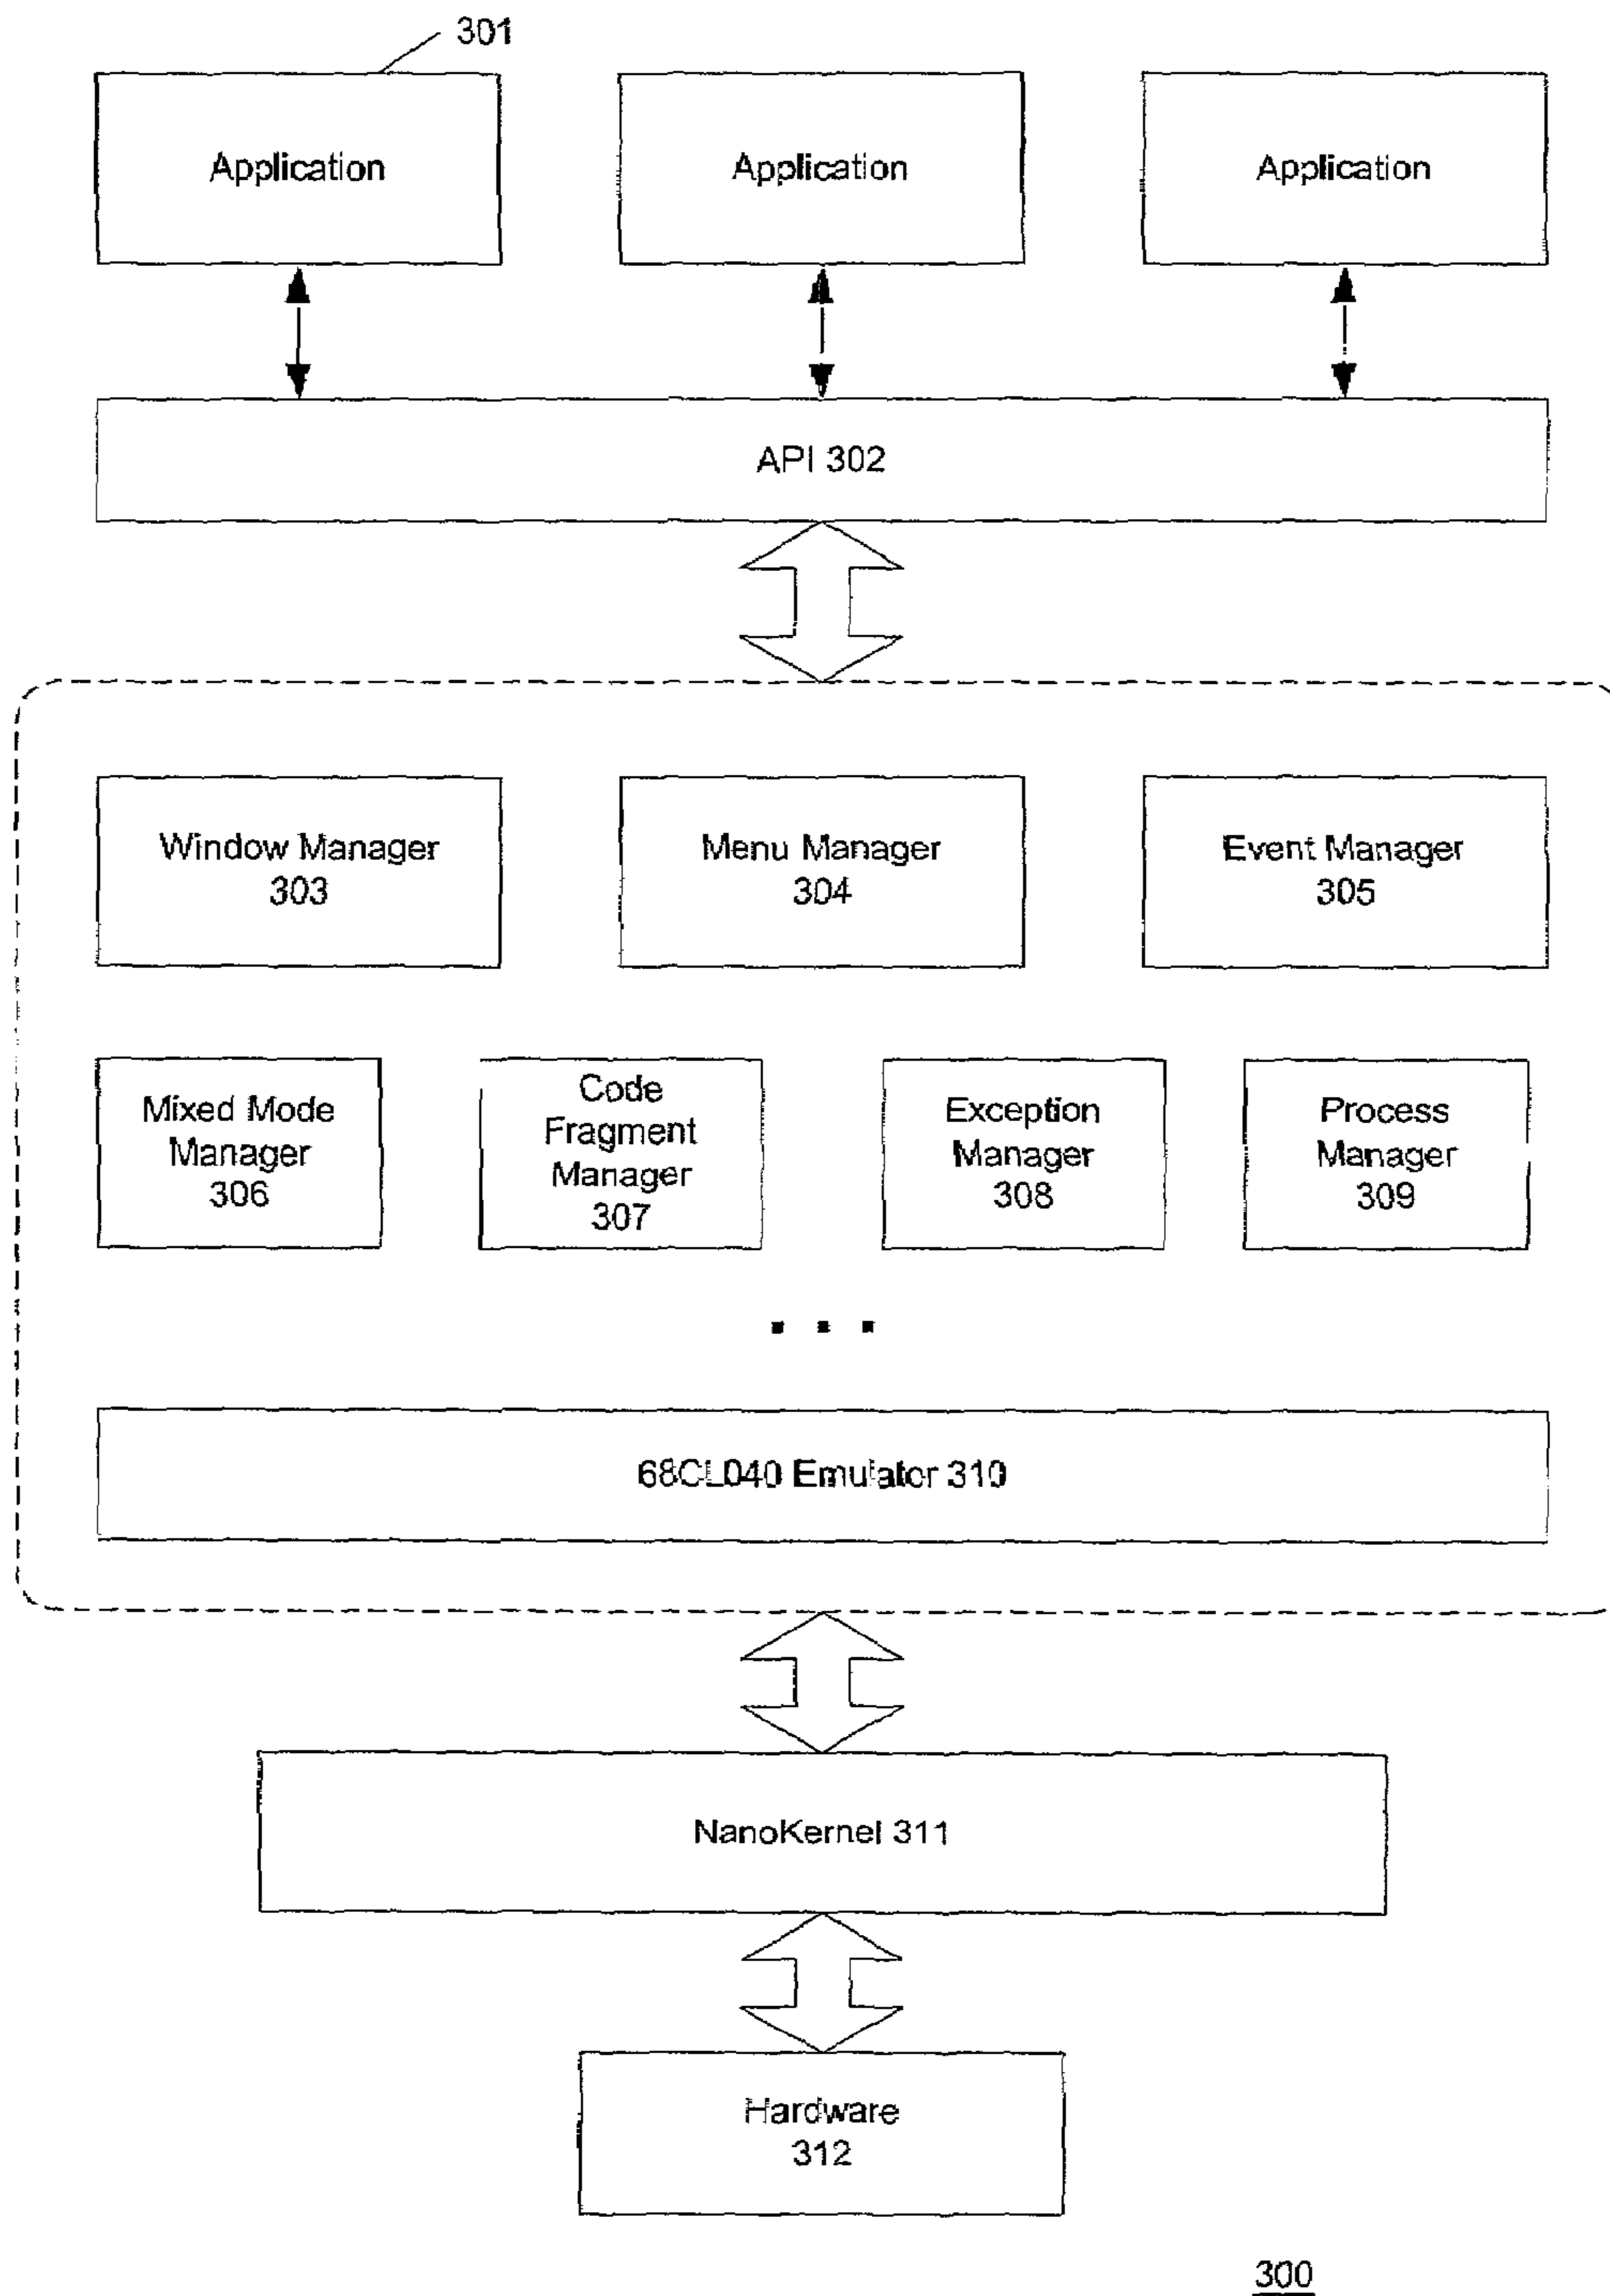 301
Application
Application
Application
API 302
Window Manager
303
Menu Manager
304
Event Manager
305
Mixed Mode
Manager
306
Code
Fragment
Manager
307
Exception
Manager
308
Process
Manager
309
. . .
68CL040 Emulator 310
NanoKernel 311
Hardware
312
300